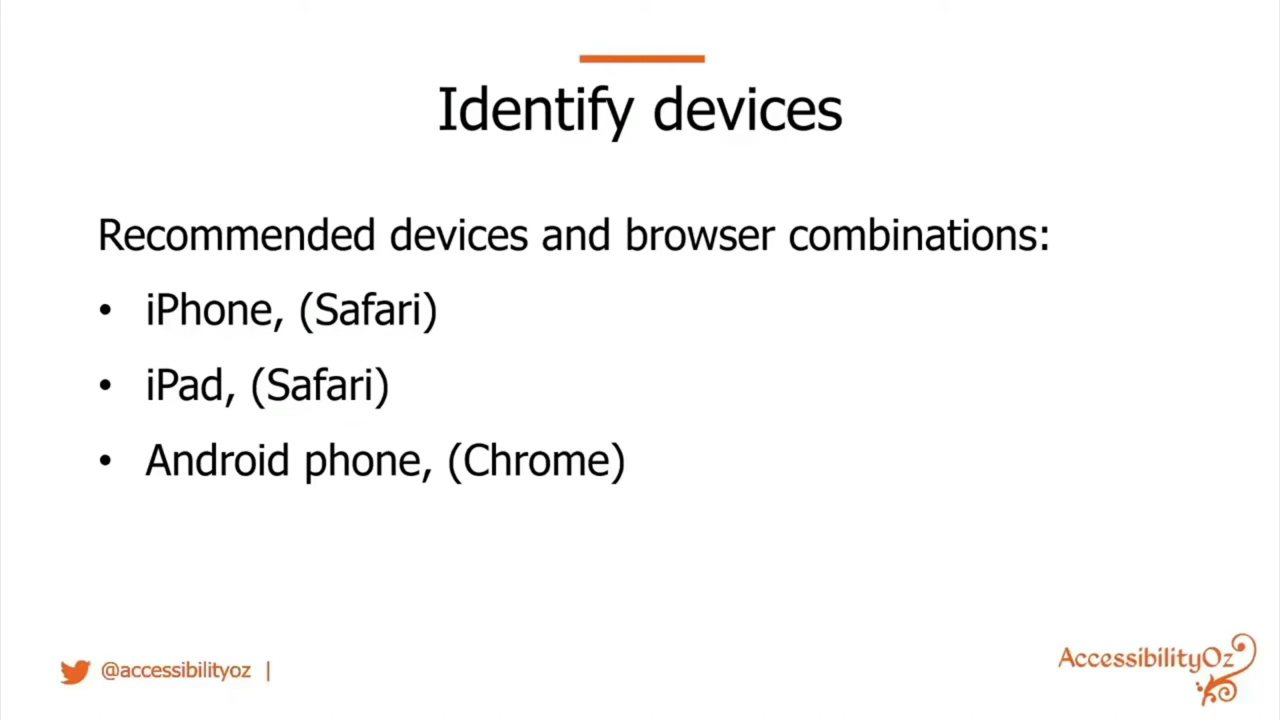 Identify devices
Recommended devices and browser combinations:
• iPhone, (Safari)
• iPad, (Safari)
• Android phone, (Chrome)
@accessibilityoz |
AccessibilityOz